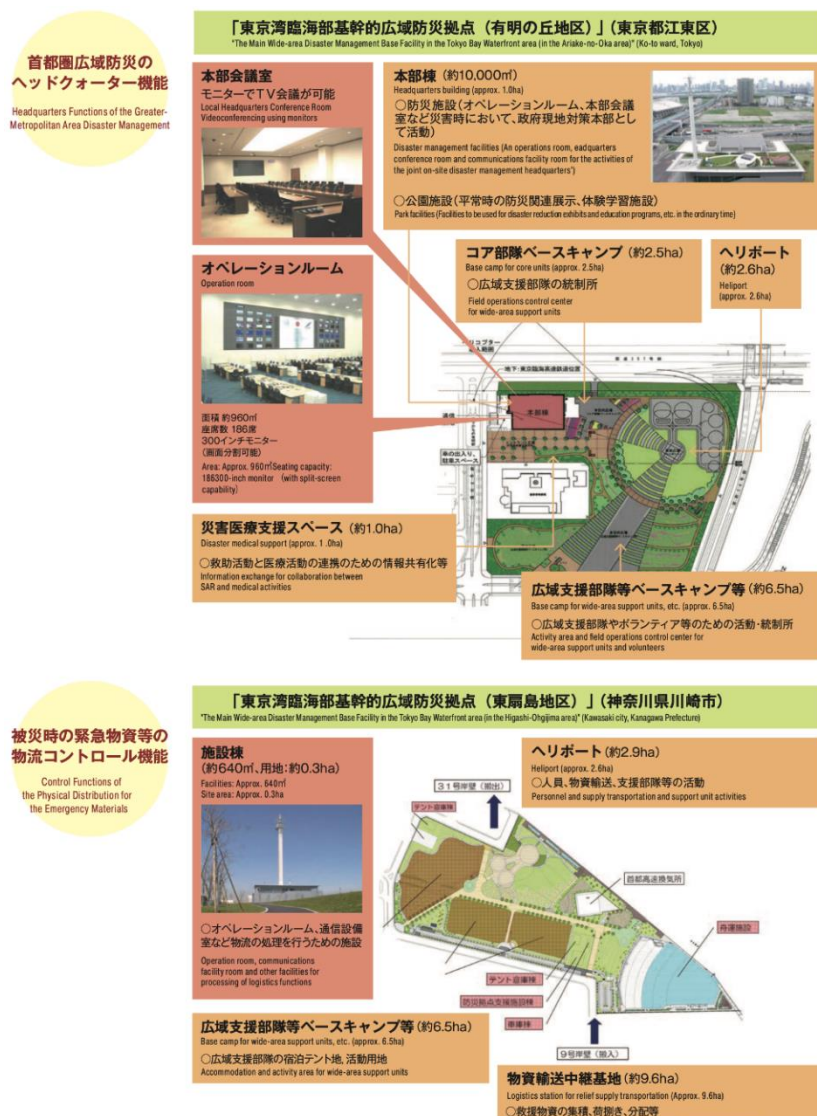 「東京湾臨海部基幹的広域防災拠点（有明の丘地区）」（東京都江東区）
"The Main Wide-area Disaster Management Base Facility in the Tokyo Bay Waterfront area (in the Ariake-no-Oka area)" (Ko-to ward, Tokyo)
首都圏広域防災の
ヘッドクォーター機能
Headquarters Functions of the Greater-
Metropolitan Area Disaster Management
本部会議室
モニターでTV会議が可能
Local Headquarters Conference Room
Videoconferencing using monitors
本部棟（約10,000㎡）
Headquarters building (approx. 1.0ha)
○防災施設（オペレーションルーム、本部会議
室など災害時において、政府現地対策本部とし
て活動）
Disaster management facilities (An operations room, eadquarters
conference room and communications facility room for the activities of
the joint on-site disaster management headquarters')
○公園施設（平常時の防災関連展示、体験学習施設）
Park facilities (Facilities to be used for disaster reduction exhibits and education programs, etc. in the ordinary time)
オペレーションルーム
Operation room
面積 約960㎡
座席数 186席
300インチモニター
（画面分割可能）
Area: Approx. 960㎡Seating capacity:
186300-inch monitor （with split-screen
capability）
コア部隊ベースキャンプ（約2.5ha）
Base camp for core units (approx. 2.5ha)
○広域支援部隊の統制所
Field operations control center
for wide-area support units
ヘリポート
（約2.6ha）
Heliport
(approx. 2.6ha)
地下：東京臨海高速鉄道位置
本部棟
車の出入り、
駐車スペース
災害医療支援スペース（約1.0ha）
Disaster medical support (approx. 1 .0ha)
○救助活動と医療活動の連携のための情報共有化等
Information exchange for collaboration between
SAR and medical activities
広域支援部隊等ベースキャンプ等（約6.5ha）
Base camp for wide-area support units, etc. (approx. 6.5ha)
○広域支援部隊やボランティア等のための活動・統制所
Activity area and field operations control center for
wide-area support units and volunteers
「東京湾臨海部基幹的広域防災拠点（東扇島地区）」（神奈川県川崎市）
"The Main Wide-area Disaster Management Base Facility in the Tokyo Bay Waterfront area (in the Higashi-Ohgijima area)" (Kawasaki city, Kanagawa Prefecture)
被災時の緊急物資等の
物流コントロール機能
Control Functions of
the Physical Distribution for
the Emergency Materials
施設棟
（約640㎡、用地：約0.3ha）
Facilities: Approx. 640㎡
Site area: Approx. 0.3ha
○オペレーションルーム、通信設備
室など物流の処理を行うための施設
Operation room, communications
facility room and other facilities for
processing of logistics functions
ヘリポート（約2.9ha）
Heliport (approx. 2.6ha)
○人員、物資輸送、支援部隊等の活動
Personnel and supply transportation and support unit activities
31号岸壁（搬出）
テント倉庫棟
首都高速換気所
舟運施設
テント倉庫棟
防災拠点支援施設棟
車庫棟
9号岸壁（搬入）
広域支援部隊等ベースキャンプ等（約6.5ha）
Base camp for wide-area support units, etc. (approx. 6.5ha)
○広域支援部隊の宿泊テント地、活動用地
Accommodation and activity area for wide-area support units
物資輸送中継基地（約9.6ha）
Logistics station for relief supply transportation (Approx. 9.6ha)
○救援物資の集積、荷捌き、分配等